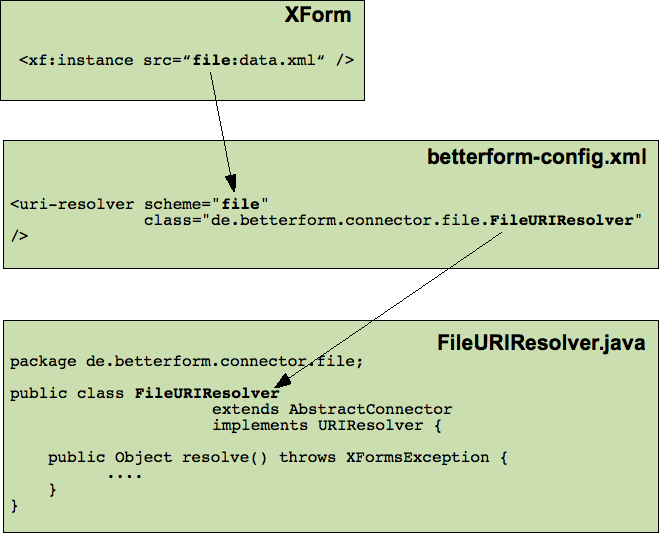 XForm
<xf:instance src=“file:data.xml“ />
betterform-config.xml
<uri-resolver scheme="file"
class="de.betterform.connector.file.FileURIResolver"
/>
FileURIResolver.java
package de.betterform.connector.file;
public class FileURIResolver
extends AbstractConnector
implements URIResolver {
public Object resolve() throws XFormsException {
....
}
}